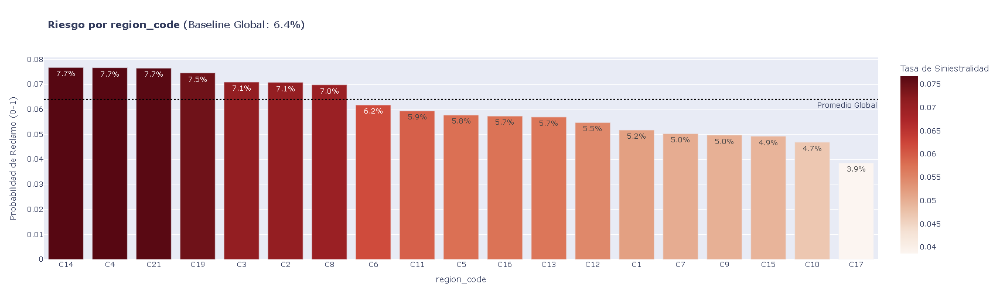 Riesgo por region_code (Baseline Global: 6.4%)
Probabilidad de Reclamo (0-1)
0.08
0.07
0.06
0.05
0.04
0.03
0.02
0.01
0
7.7% 7.7% 7.7% 7.5% 7.1% 7.1% 7.0% 6.2% 5.9% 5.8% 5.7% 5.7% 5.5% 5.2% 5.0% 5.0% 4.9% 4.7% 3.9%
Promedio Global
C14 C4 C21 C19 C3 C2 C8 C6 C11 C5 C16 C13 C12 C1 C7 C9 C15 C10 C17
region_code
Tasa de Siniestralidad
0.075
0.07
0.065
0.06
0.055
0.05
0.045
0.04